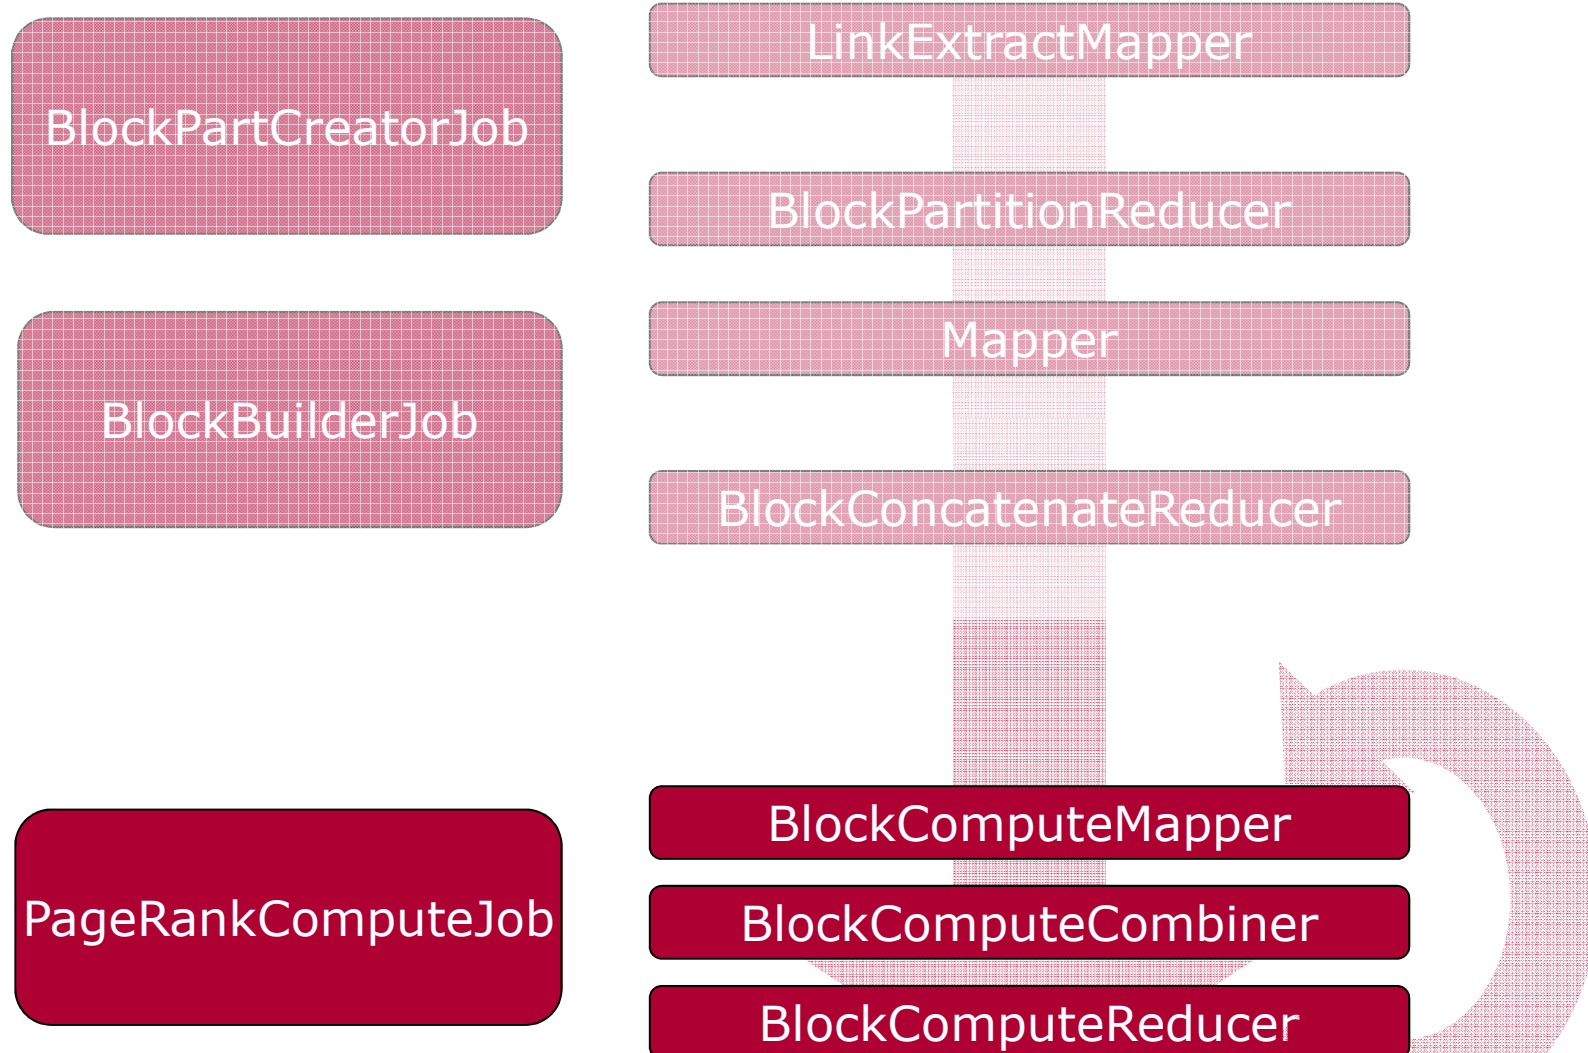 BlockPartCreatorJob
LinkExtractMapper
BlockPartitionReducer
BlockBuilderJob
Mapper
BlockConcatenateReducer
PageRankComputeJob
BlockComputeMapper
BlockComputeCombiner
BlockComputeReducer